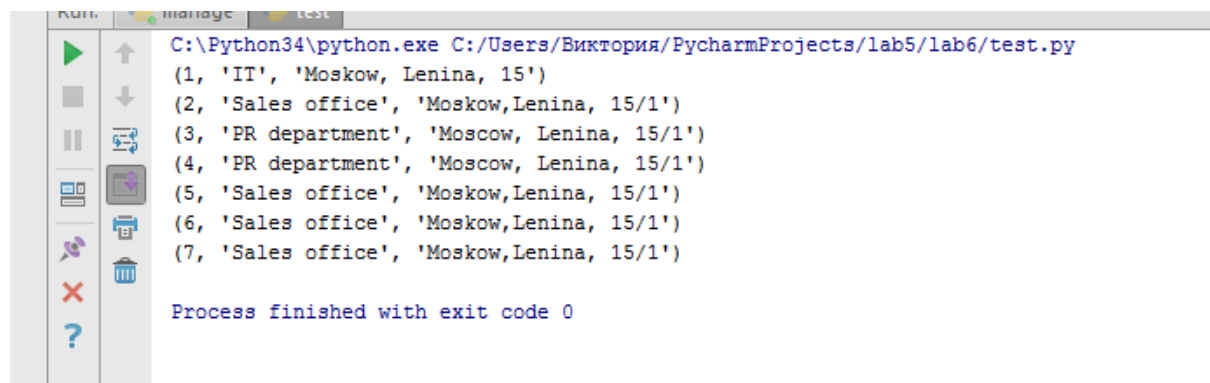 Run: manage test
C:\Python34\python.exe C:/Users/Виктория/PycharmProjects/lab5/lab6/test.py
(1, 'IT', 'Moskow, Lenina, 15')
(2, 'Sales office', 'Moskow,Lenina, 15/1')
(3, 'PR department', 'Moscow, Lenina, 15/1')
(4, 'PR department', 'Moscow, Lenina, 15/1')
(5, 'Sales office', 'Moskow,Lenina, 15/1')
(6, 'Sales office', 'Moskow,Lenina, 15/1')
(7, 'Sales office', 'Moskow,Lenina, 15/1')
Process finished with exit code 0